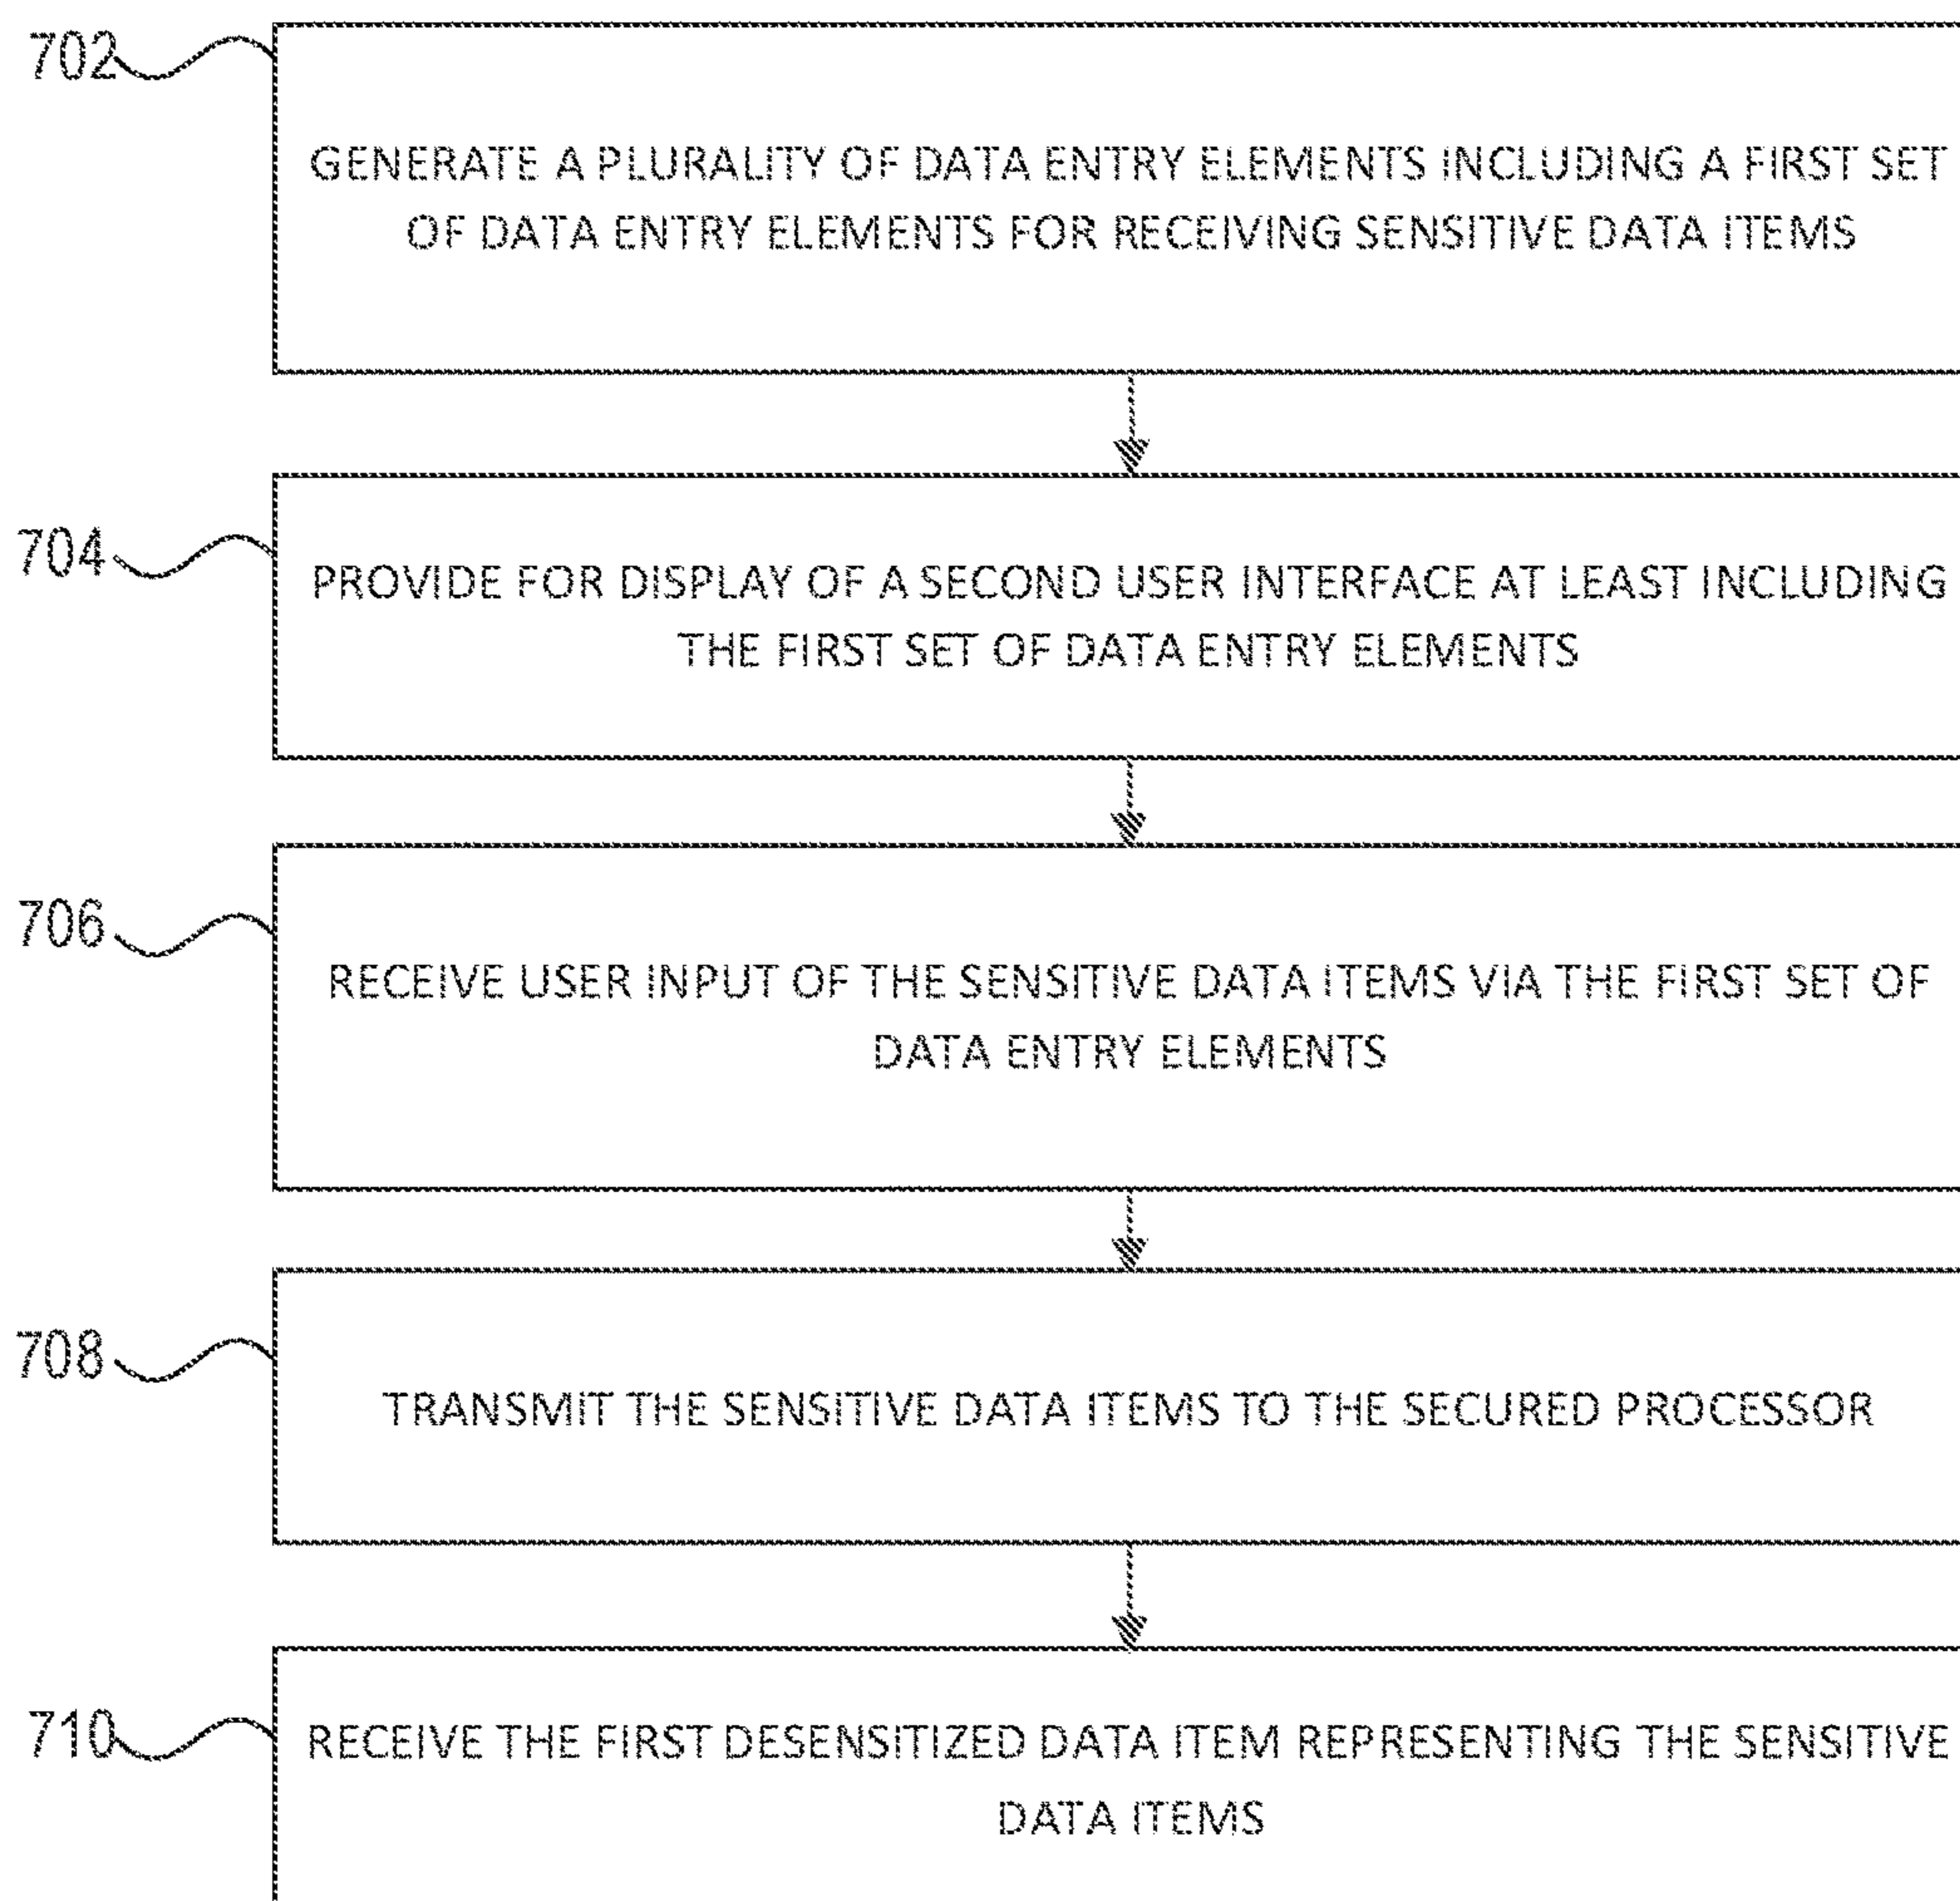 702
GENERATE A PLURALITY OF DATA ENTRY ELEMENTS INCLUDING A FIRST SET
OF DATA ENTRY ELEMENTS FOR RECEIVING SENSITIVE DATA ITEMS
704
PROVIDE FOR DISPLAY OF A SECOND USER INTERFACE AT LEAST INCLUDING
THE FIRST SET OF DATA ENTRY ELEMENTS
706
RECEIVE USER INPUT OF THE SENSITIVE DATA ITEMS VIA THE FIRST SET OF
DATA ENTRY ELEMENTS
708
TRANSMIT THE SENSITIVE DATA ITEMS TO THE SECURED PROCESSOR
710
RECEIVE THE FIRST DESENSITIZED DATA ITEM REPRESENTING THE SENSITIVE
DATA ITEMS